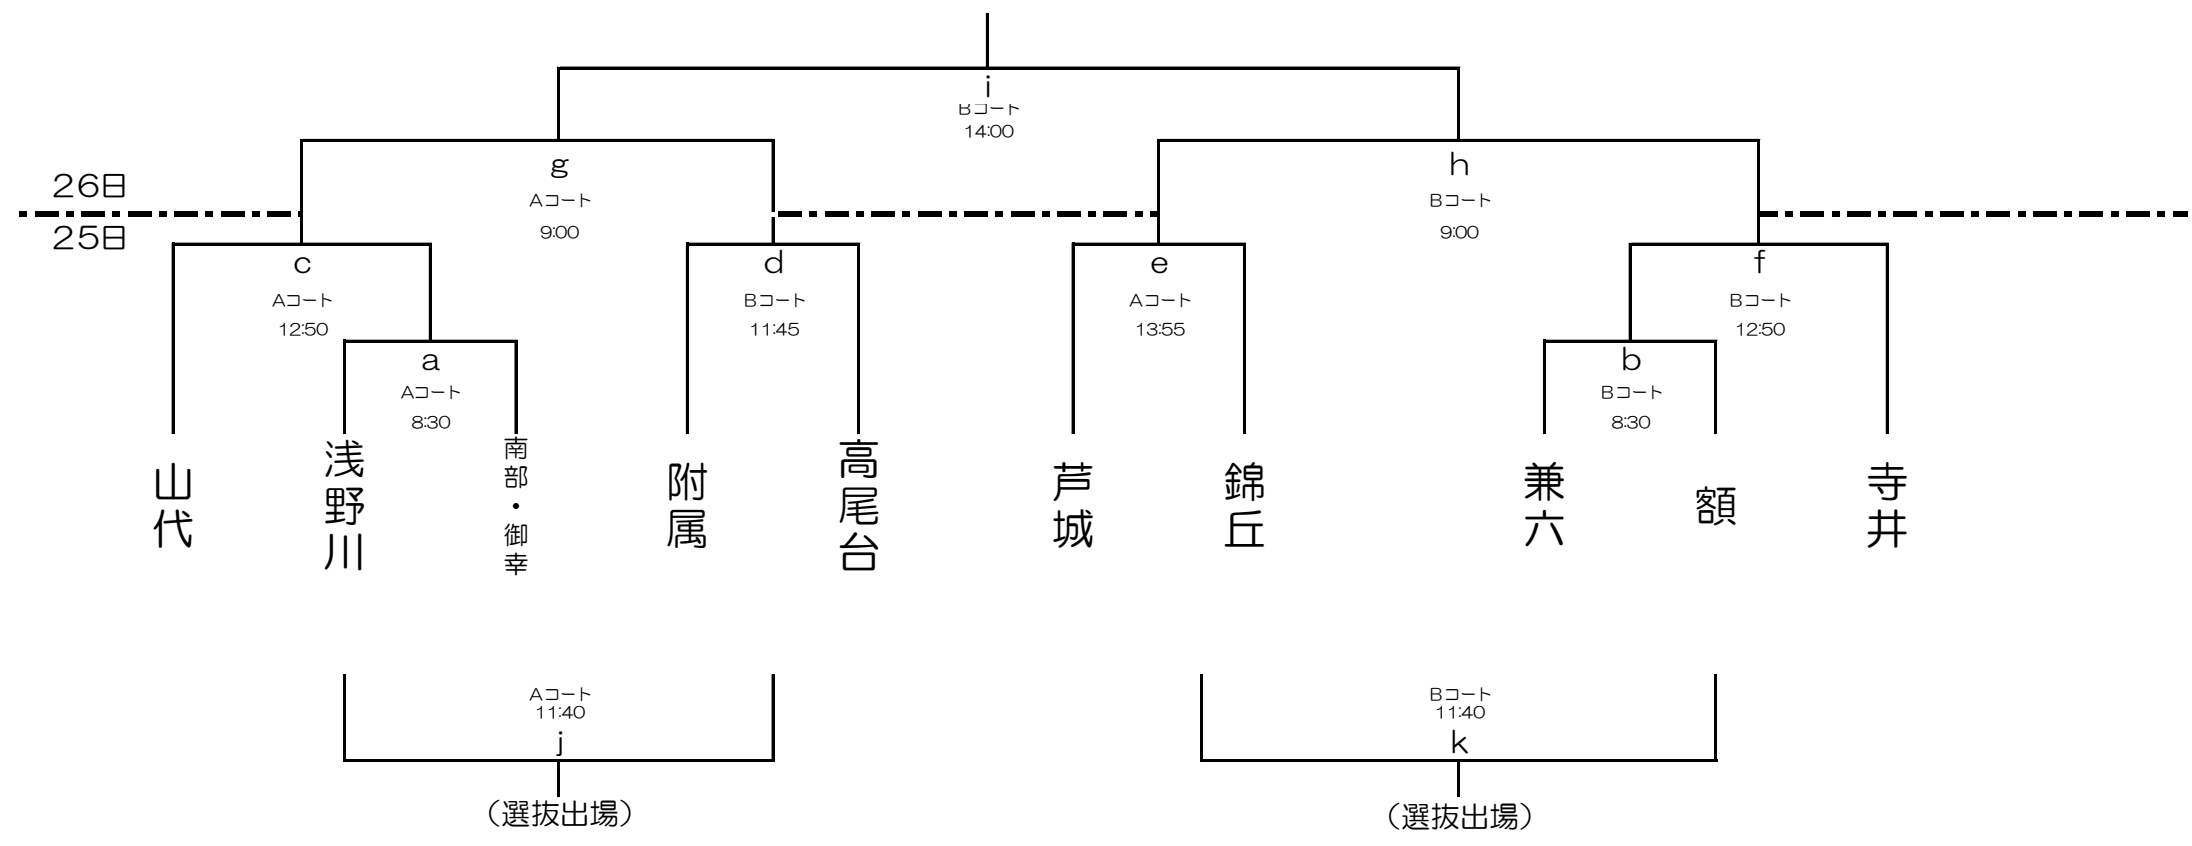 i
Bコート
14:00
g
Aコート
9:00
h
Bコート
9:00
26日
25日
c
Aコート
12:50
d
Bコート
11:45
e
Aコート
13:55
f
Bコート
12:50
a
Aコート
8:30
b
Bコート
8:30
山代
浅野川
南部・御幸
附属
高尾台
芦城
錦丘
兼六
額
寺井
Aコート
11:40
j
(選抜出場)
Bコート
11:40
k
(選抜出場)